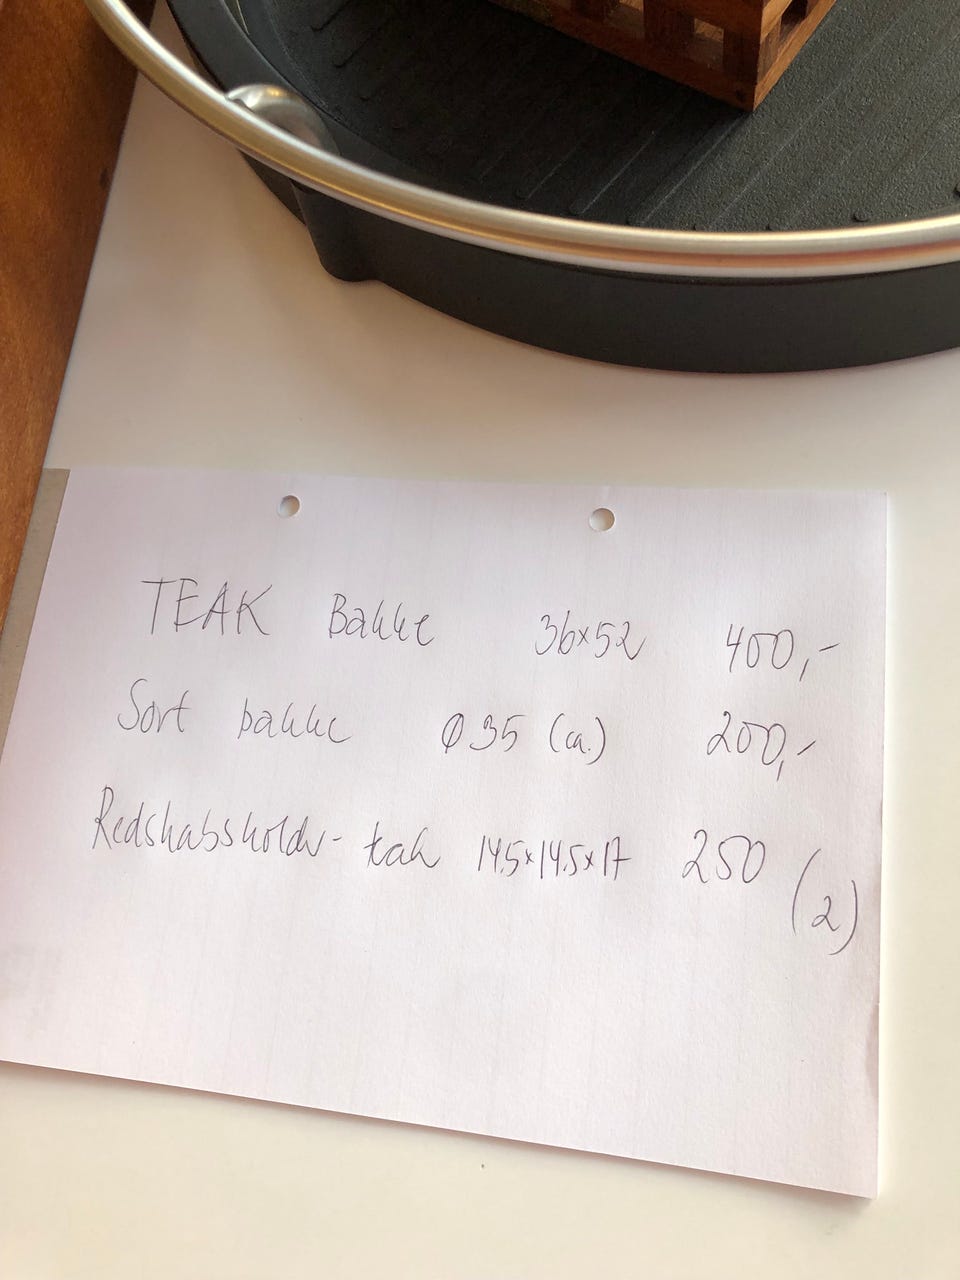 TEAK Bakke 36x52 400,-
Sort bakke Ø35 (ca.) 200,-
Redskabsholder - teak 14,5x14,5x17 250 (2)